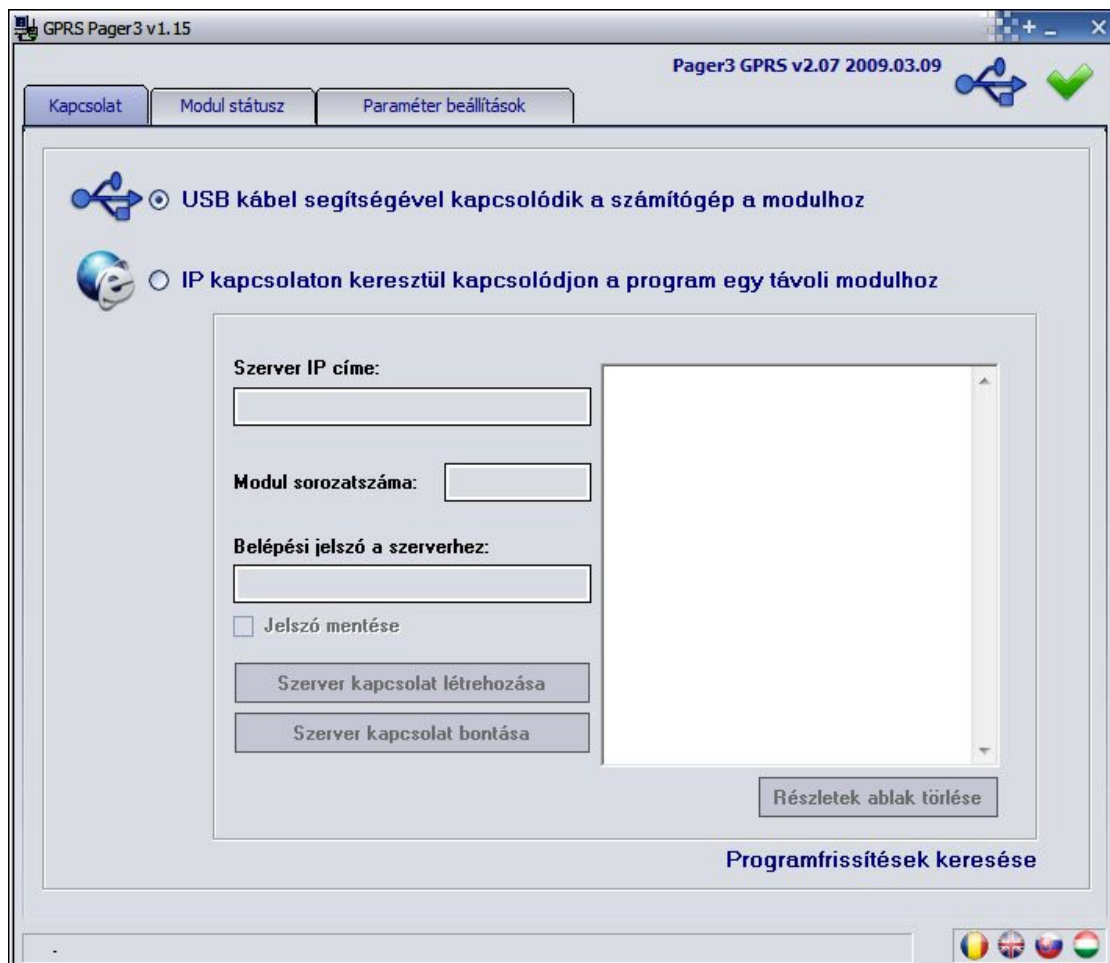 GPRS Pager3 v1.15
Pager3 GPRS v2.07 2009.03.09
Kapcsolat
Modul státusz
Paraméter beállítások
USB kábel segítségével kapcsolódik a számítógép a modulhoz
IP kapcsolaton keresztül kapcsolódjon a program egy távoli modulhoz
Szerver IP címe:
Modul sorozatszáma:
Belépési jelszó a szerverhez:
Jelszó mentése
Szerver kapcsolat létrehozása
Szerver kapcsolat bontása
Részletek ablak törlése
Programfrissítések keresése
-